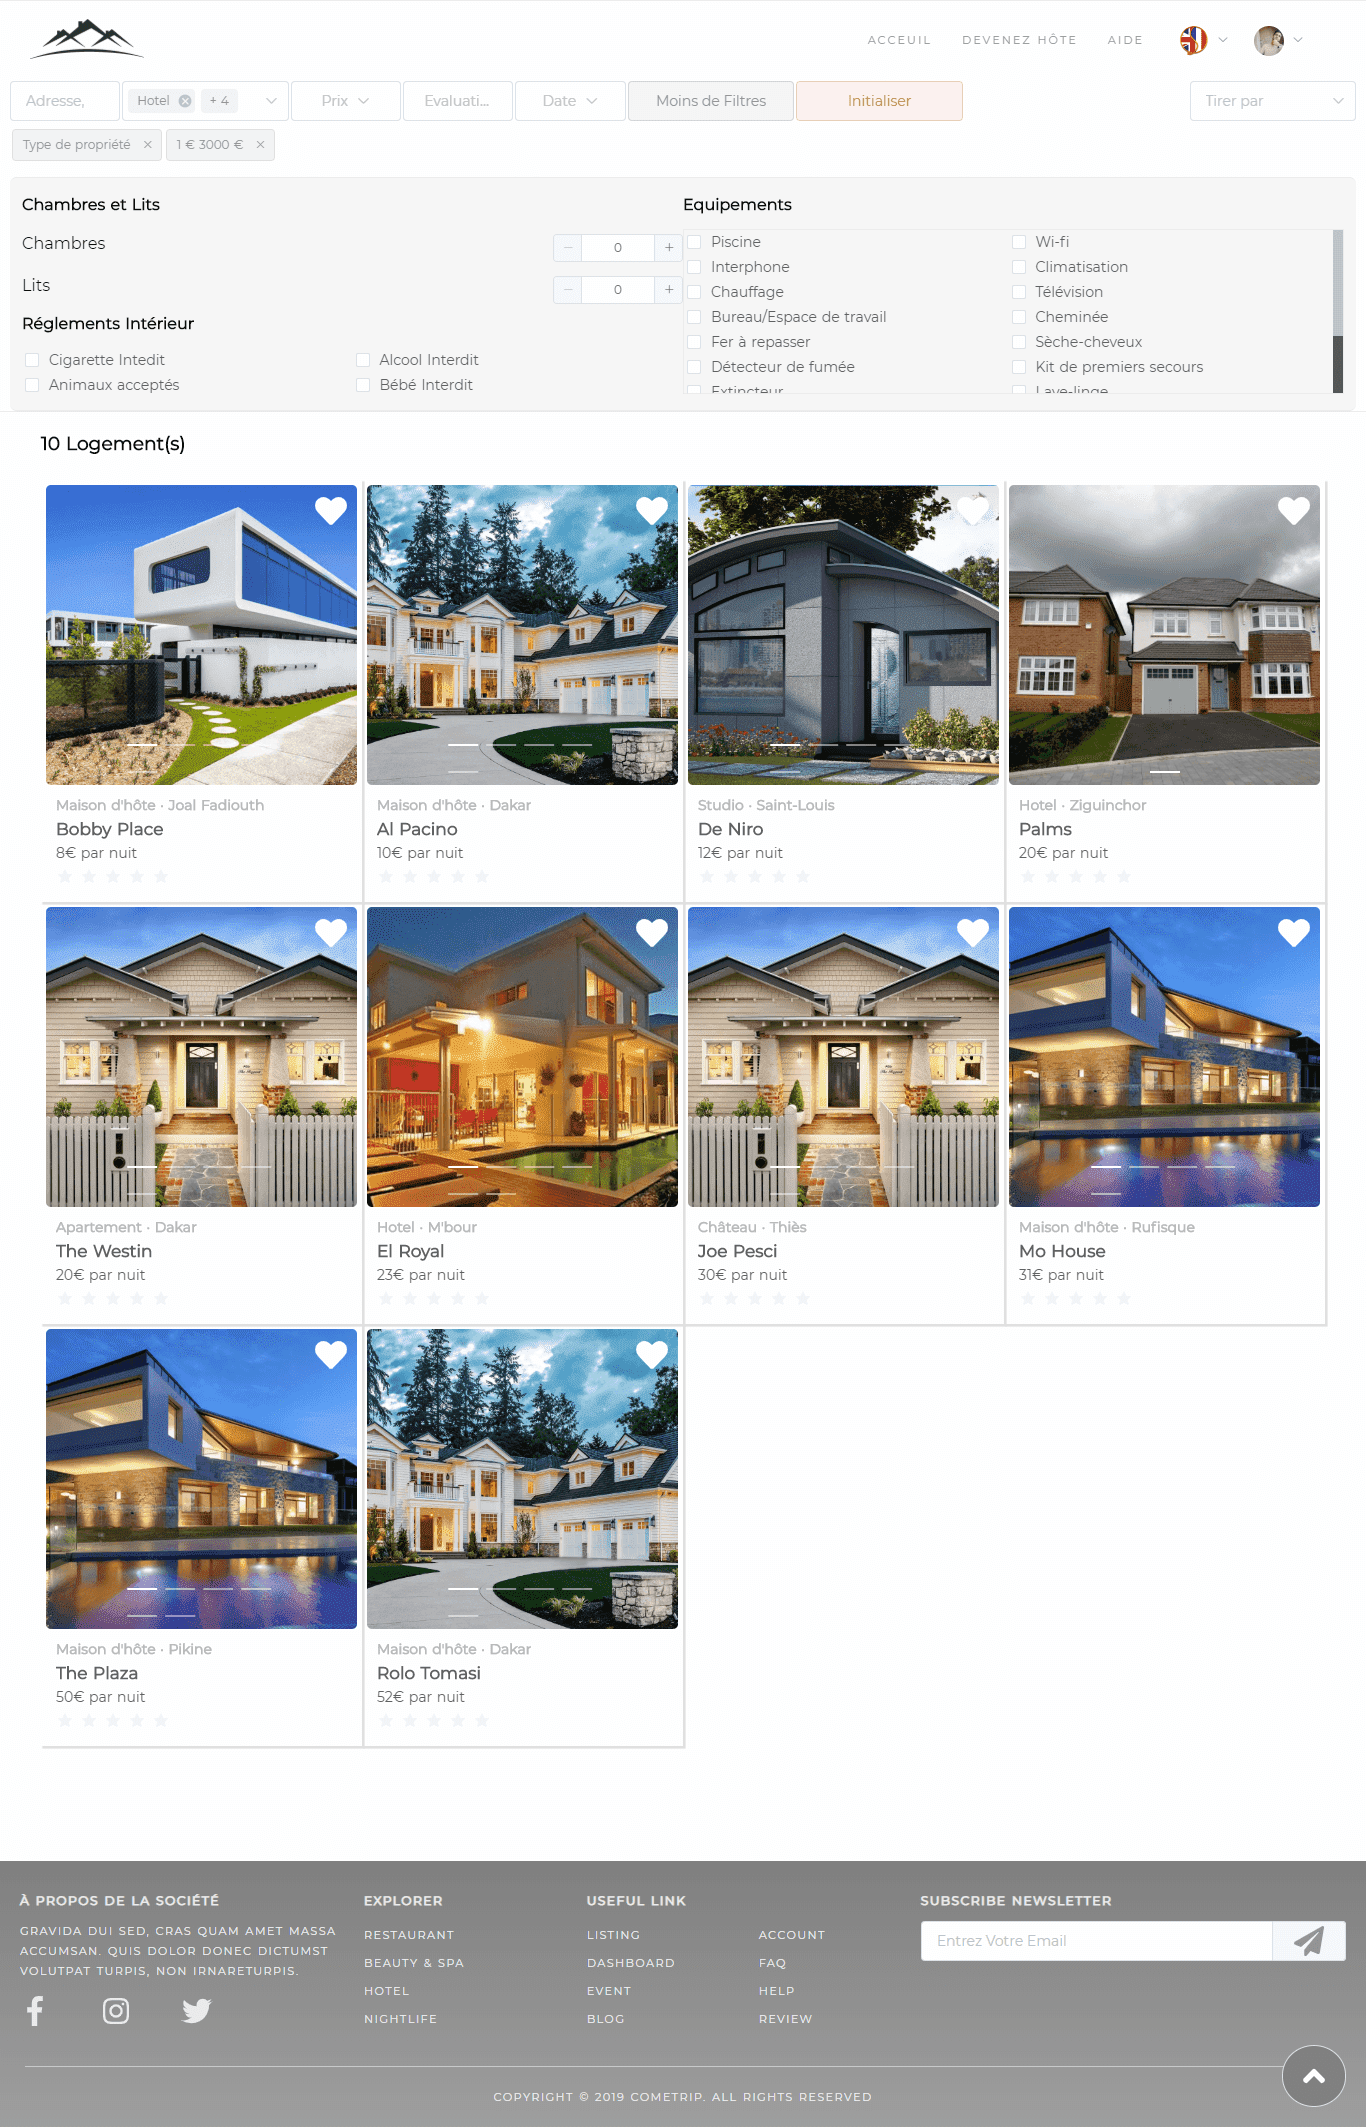 ACCEUIL DEVENEZ HÔTE AIDE
Adresse, Hotel + 4 Prix Evaluati... Date Moins de Filtres Initialiser Tirer par
Type de propriété × 1 € 3000 € ×
Chambres et Lits
Chambres − 0 +
Lits − 0 +
Réglements Intérieur
Cigarette Intedit Alcool Interdit
Animaux acceptés Bébé Interdit
Equipements
Piscine Wi-fi
Interphone Climatisation
Chauffage Télévision
Bureau/Espace de travail Cheminée
Fer à repasser Sèche-cheveux
Détecteur de fumée Kit de premiers secours
Extincteur Lave-linge
10 Logement(s)
Maison d'hôte · Joal Fadiouth
Bobby Place
8€ par nuit
Maison d'hôte · Dakar
Al Pacino
10€ par nuit
Studio · Saint-Louis
De Niro
12€ par nuit
Hotel · Ziguinchor
Palms
20€ par nuit
Apartement · Dakar
The Westin
20€ par nuit
Hotel · M'bour
El Royal
23€ par nuit
Château · Thiès
Joe Pesci
30€ par nuit
Maison d'hôte · Rufisque
Mo House
31€ par nuit
Maison d'hôte · Pikine
The Plaza
50€ par nuit
Maison d'hôte · Dakar
Rolo Tomasi
52€ par nuit
À PROPOS DE LA SOCIÉTÉ
GRAVIDA DUI SED, CRAS QUAM AMET MASSA
ACCUMSAN. QUIS DOLOR DONEC DICTUMST
VOLUTPAT TURPIS, NON IRNARETURPIS.
EXPLORER
RESTAURANT
BEAUTY & SPA
HOTEL
NIGHTLIFE
USEFUL LINK
LISTING ACCOUNT
DASHBOARD FAQ
EVENT HELP
BLOG REVIEW
SUBSCRIBE NEWSLETTER
Entrez Votre Email
COPYRIGHT © 2019 COMETRIP. ALL RIGHTS RESERVED